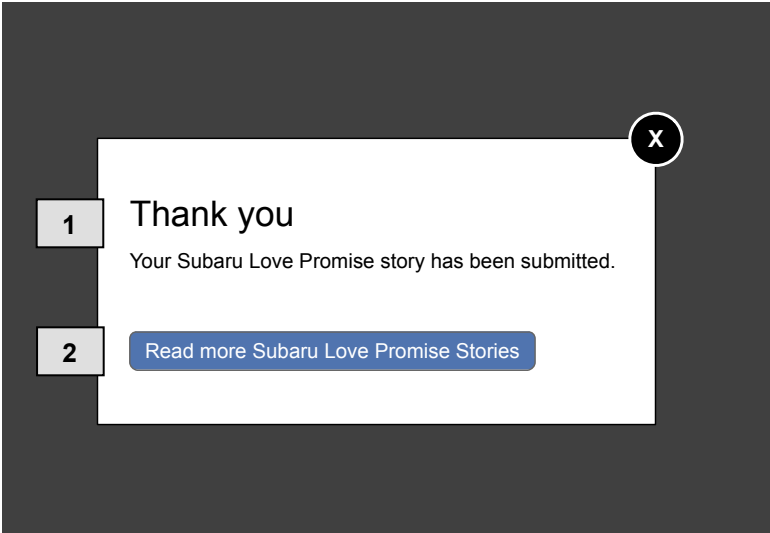 X
1
Thank you
Your Subaru Love Promise story has been submitted.
2
Read more Subaru Love Promise Stories